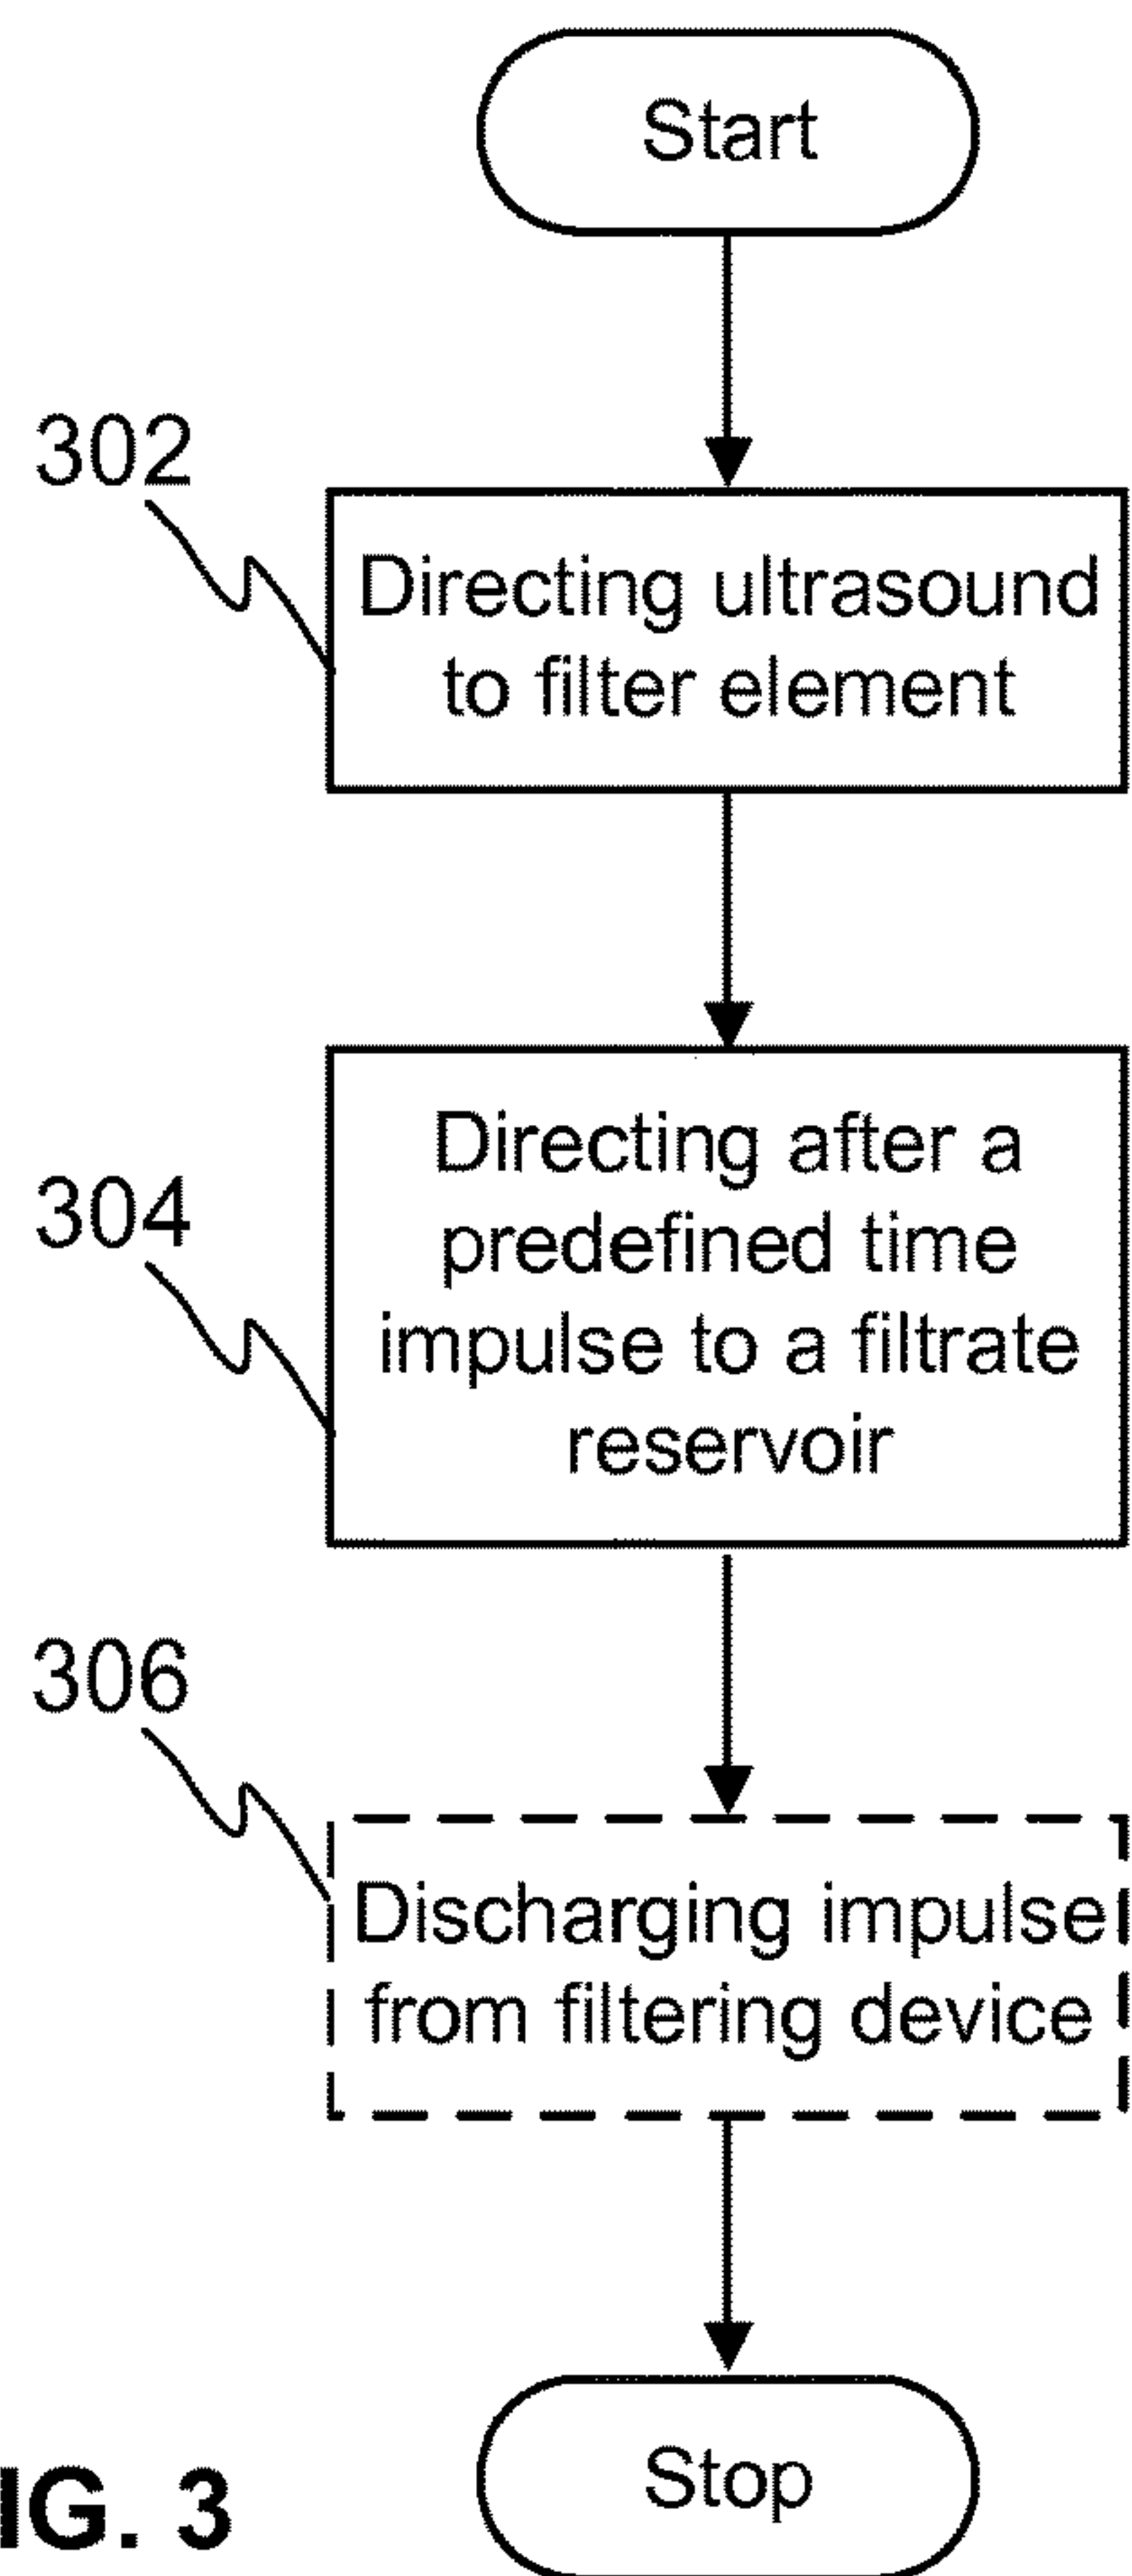 Start
302
Directing ultrasound
to filter element
304
Directing after a
predefined time
impulse to a filtrate
reservoir
306
Discharging impulse
from filtering device
Stop
IG. 3